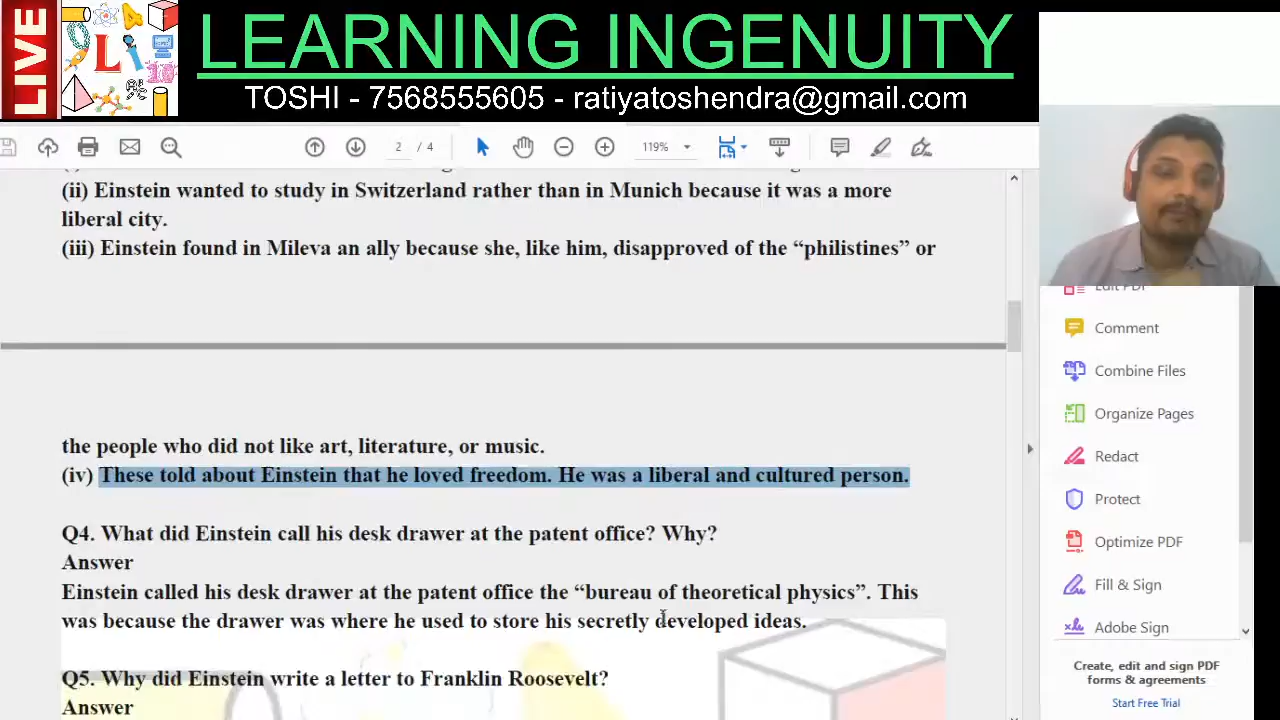 LIVE
LEARNING INGENUITY
TOSHI - 7568555605 - ratiyatoshendra@gmail.com
2 / 4
119%
(ii) Einstein wanted to study in Switzerland rather than in Munich because it was a more
liberal city.
(iii) Einstein found in Mileva an ally because she, like him, disapproved of the “philistines” or
the people who did not like art, literature, or music.
(iv) These told about Einstein that he loved freedom. He was a liberal and cultured person.
Q4. What did Einstein call his desk drawer at the patent office? Why?
Answer
Einstein called his desk drawer at the patent office the “bureau of theoretical physics”. This
was because the drawer was where he used to store his secretly developed ideas.
Q5. Why did Einstein write a letter to Franklin Roosevelt?
Answer
Edit PDF
Comment
Combine Files
Organize Pages
Redact
Protect
Optimize PDF
Fill & Sign
Adobe Sign
Create, edit and sign PDF
forms & agreements
Start Free Trial